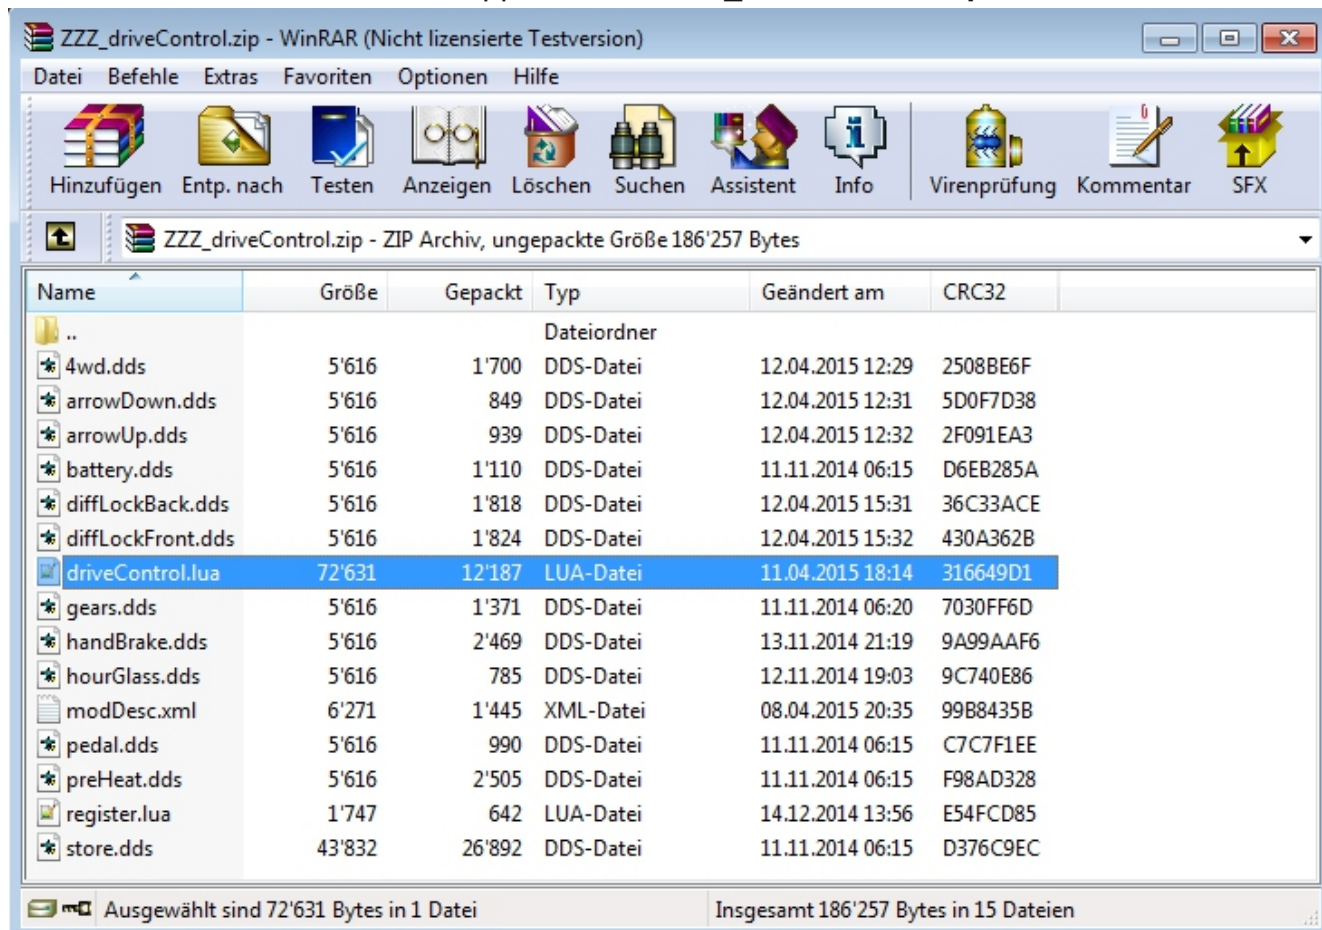 ZZZ_driveControl.zip - WinRAR (Nicht lizensierte Testversion)
Datei Befehle Extras Favoriten Optionen Hilfe
Hinzufügen Entp. nach Testen Anzeigen Löschen Suchen Assistent Info Virenprüfung Kommentar SFX
ZZZ_driveControl.zip - ZIP Archiv, ungepackte Größe 186'257 Bytes
Name Größe Gepackt Typ Geändert am CRC32
.. Dateiordner
4wd.dds 5'616 1'700 DDS-Datei 12.04.2015 12:29 2508BE6F
arrowDown.dds 5'616 849 DDS-Datei 12.04.2015 12:31 5D0F7D38
arrowUp.dds 5'616 939 DDS-Datei 12.04.2015 12:32 2F091EA3
battery.dds 5'616 1'110 DDS-Datei 11.11.2014 06:15 D6EB285A
diffLockBack.dds 5'616 1'818 DDS-Datei 12.04.2015 15:31 36C33ACE
diffLockFront.dds 5'616 1'824 DDS-Datei 12.04.2015 15:32 430A362B
driveControl.lua 72'631 12'187 LUA-Datei 11.04.2015 18:14 316649D1
gears.dds 5'616 1'371 DDS-Datei 11.11.2014 06:20 7030FF6D
handBrake.dds 5'616 2'469 DDS-Datei 13.11.2014 21:19 9A99AAF6
hourGlass.dds 5'616 785 DDS-Datei 12.11.2014 19:03 9C740E86
modDesc.xml 6'271 1'445 XML-Datei 08.04.2015 20:35 99B8435B
pedal.dds 5'616 990 DDS-Datei 11.11.2014 06:15 C7C7F1EE
preHeat.dds 5'616 2'505 DDS-Datei 11.11.2014 06:15 F98AD328
register.lua 1'747 642 LUA-Datei 14.12.2014 13:56 E54FCD85
store.dds 43'832 26'892 DDS-Datei 11.11.2014 06:15 D376C9EC
Ausgewählt sind 72'631 Bytes in 1 Datei Insgesamt 186'257 Bytes in 15 Dateien